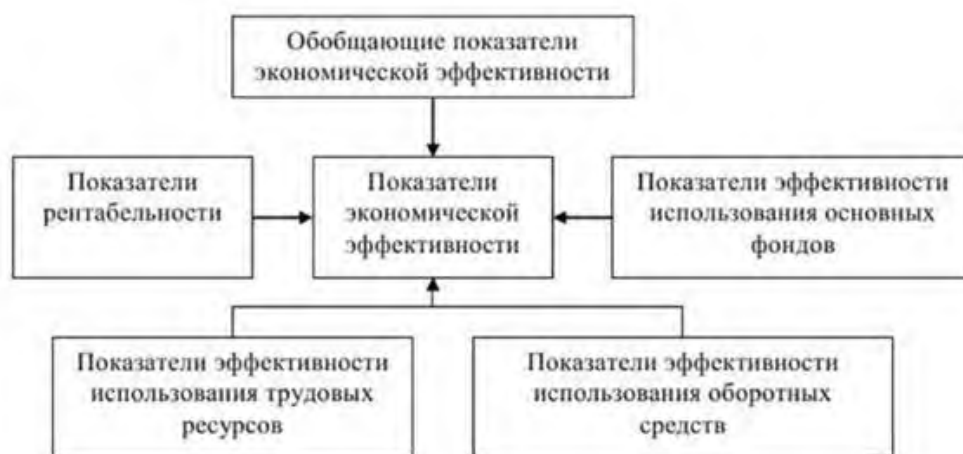 Обобщающие показатели
экономической эффективности
Показатели
рентабельности
Показатели
экономической
эффективности
Показатели эффективности
использования основных
фондов
Показатели эффективности
использования трудовых
ресурсов
Показатели эффективности
использования оборотных
средств